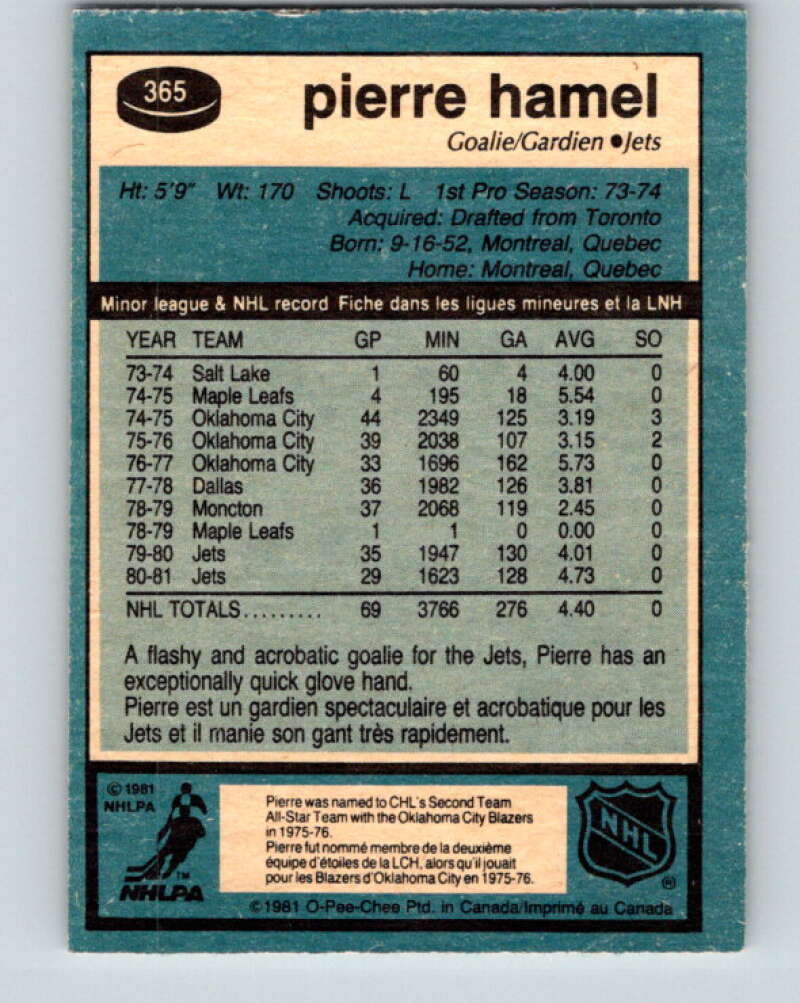 365
pierre hamel
Goalie/Gardien ●Jets
Ht: 5'9" Wt: 170 Shoots: L 1st Pro Season: 73-74
Acquired: Drafted from Toronto
Born: 9-16-52, Montreal, Quebec
Home: Montreal, Quebec
Minor league & NHL record Fiche dans les ligues mineures et la LNH
YEAR TEAM GP MIN GA AVG SO
73-74 Salt Lake 1 60 4 4.00 0
74-75 Maple Leafs 4 195 18 5.54 0
74-75 Oklahoma City 44 2349 125 3.19 3
75-76 Oklahoma City 39 2038 107 3.15 2
76-77 Oklahoma City 33 1696 162 5.73 0
77-78 Dallas 36 1982 126 3.81 0
78-79 Moncton 37 2068 119 2.45 0
78-79 Maple Leafs 1 1 0 0.00 0
79-80 Jets 35 1947 130 4.01 0
80-81 Jets 29 1623 128 4.73 0
NHL TOTALS......... 69 3766 276 4.40 0
A flashy and acrobatic goalie for the Jets, Pierre has an
exceptionally quick glove hand.
Pierre est un gardien spectaculaire et acrobatique pour les
Jets et il manie son gant très rapidement.
© 1981
NHLPA
TM
NHLPA
Pierre was named to CHL's Second Team
All-Star Team with the Oklahoma City Blazers
in 1975-76.
Pierre fut nommé membre de la deuxième
équipe d'étoiles de la LCH, alors qu'il jouait
pour les Blazers d'Oklahoma City en 1975-76.
NHL
®
© 1981 O-Pee-Chee Ptd. in Canada/Imprimé au Canada